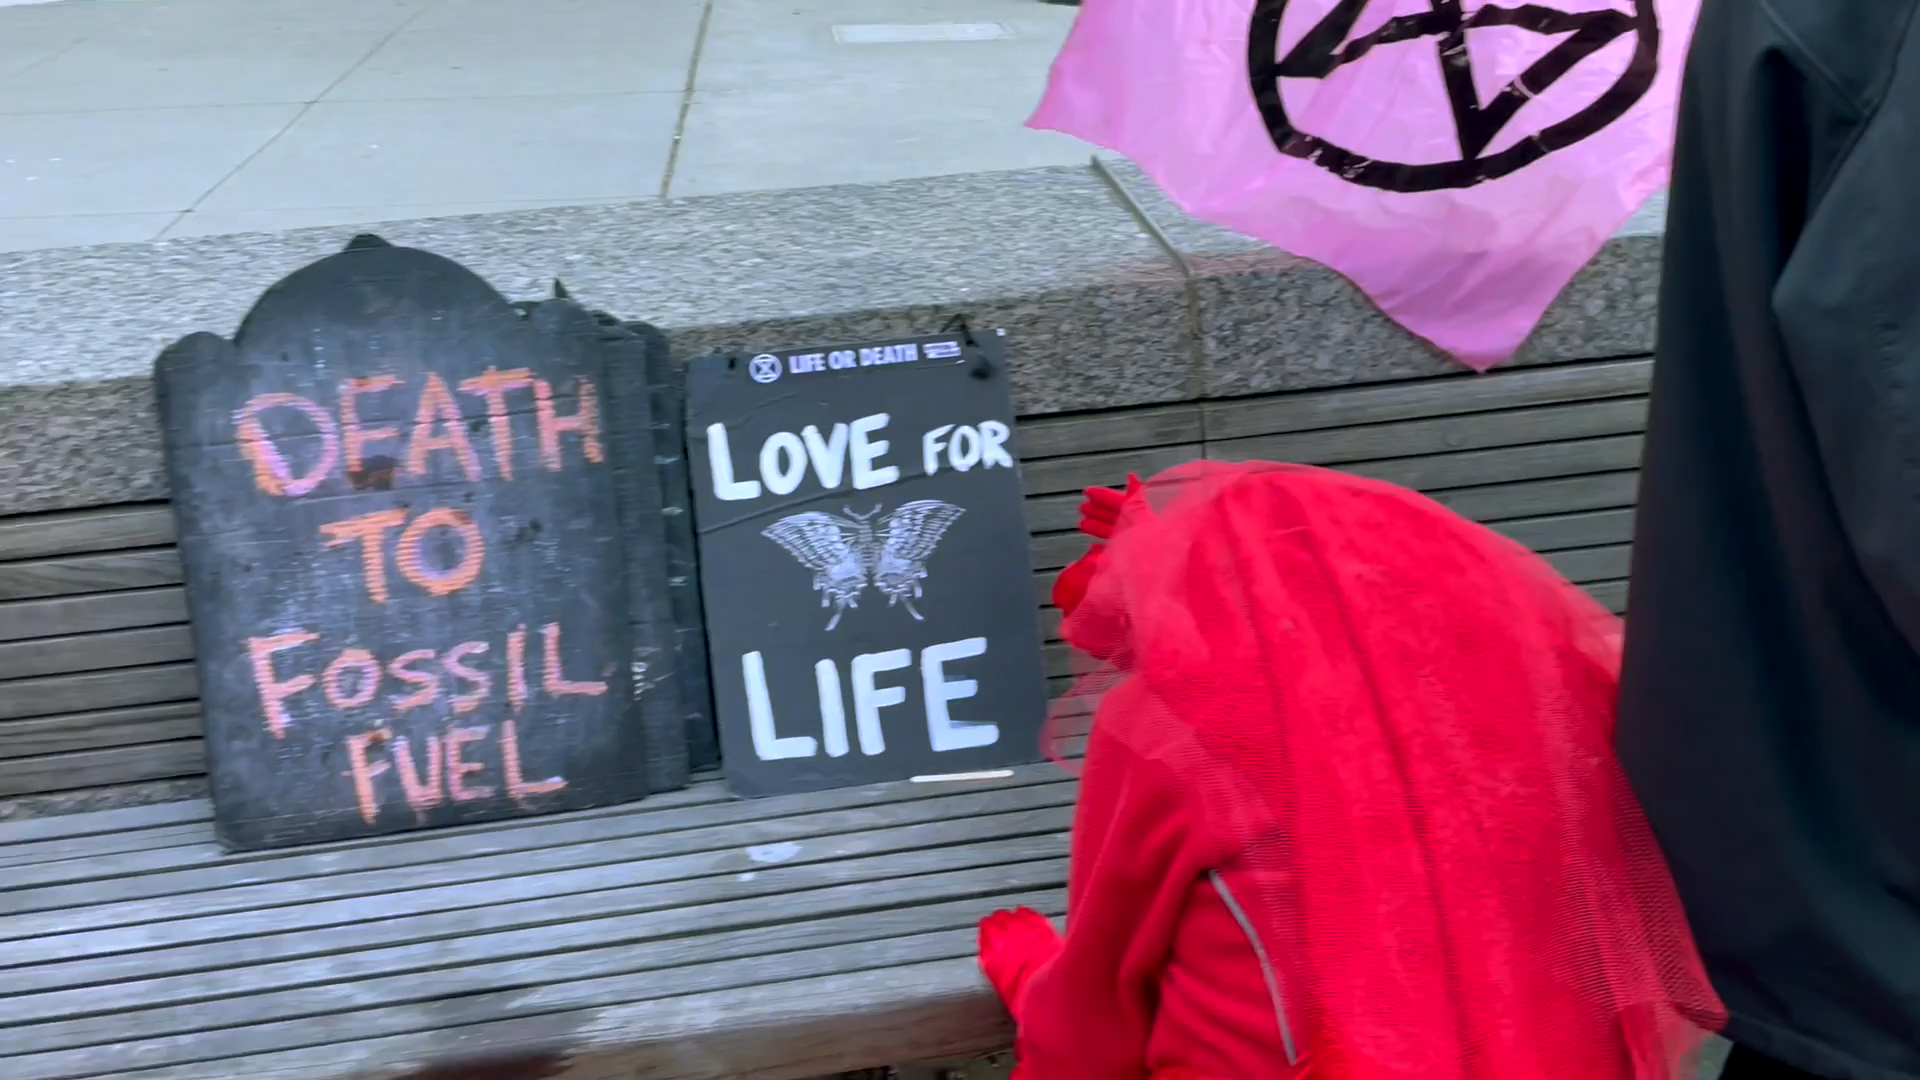 DEATH
TO
FOSSIL
FUEL
LIFE OR DEATH
LOVE FOR
LIFE